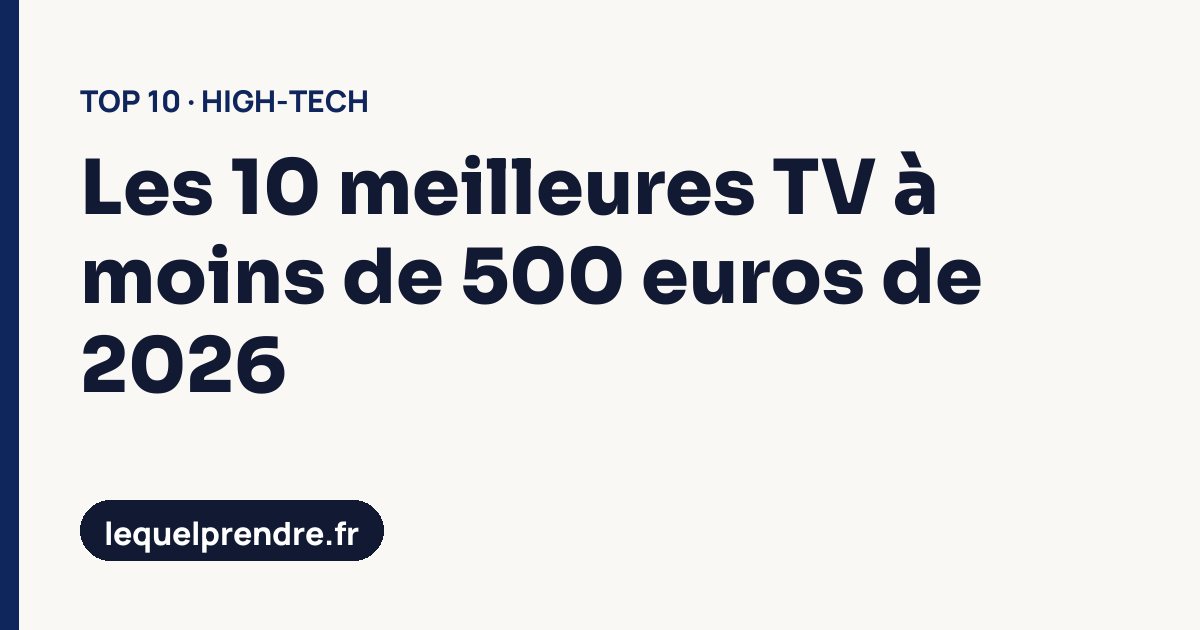 TOP 10 · HIGH-TECH
Les 10 meilleures TV à
moins de 500 euros de
2026
lequelprendre.fr